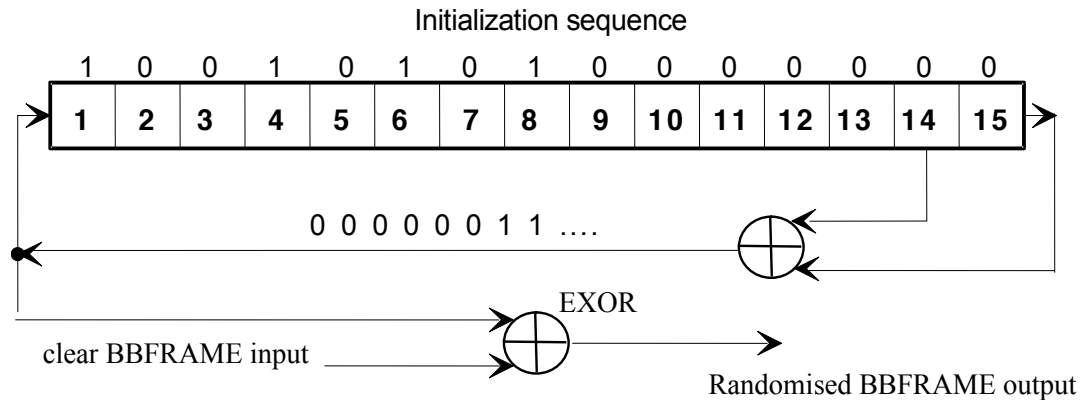 Initialization sequence
1 0 0 1 0 1 0 1 0 0 0 0 0 0 0
1 2 3 4 5 6 7 8 9 10 11 12 13 14 15
0 0 0 0 0 0 1 1 ....
EXOR
clear BBFRAME input
Randomised BBFRAME output